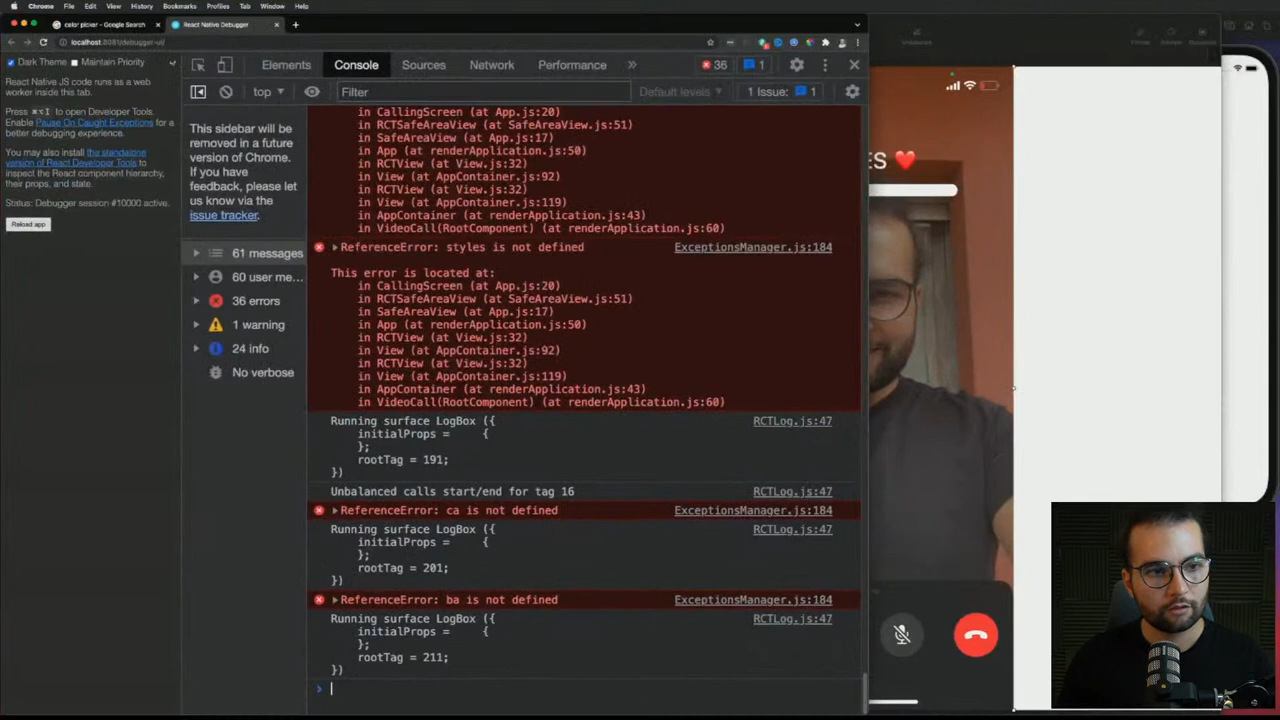 Chrome File Edit View History Bookmarks Profiles Tab Window Help
color picker - Google Search
React Native Debugger
localhost:8081/debugger-ui/
Dark Theme Maintain Priority
React Native JS code runs as a web
worker inside this tab.
Press ⌘⌥I to open Developer Tools.
Enable Pause On Caught Exceptions for a
better debugging experience.
You may also install the standalone
version of React Developer Tools to
inspect the React component hierarchy,
their props, and state.
Status: Debugger session #10000 active.
Reload app
Elements Console Sources Network Performance » 36 1
top Filter Default levels 1 Issue: 1
This sidebar will be
removed in a future
version of Chrome.
If you have
feedback, please let
us know via the
issue tracker.
61 messages
60 user me...
36 errors
1 warning
24 info
No verbose
in CallingScreen (at App.js:20)
in RCTSafeAreaView (at SafeAreaView.js:51)
in SafeAreaView (at App.js:17)
in App (at renderApplication.js:50)
in RCTView (at View.js:32)
in View (at AppContainer.js:92)
in RCTView (at View.js:32)
in View (at AppContainer.js:119)
in AppContainer (at renderApplication.js:43)
in VideoCall(RootComponent) (at renderApplication.js:60)
ReferenceError: styles is not defined ExceptionsManager.js:184
This error is located at:
in CallingScreen (at App.js:20)
in RCTSafeAreaView (at SafeAreaView.js:51)
in SafeAreaView (at App.js:17)
in App (at renderApplication.js:50)
in RCTView (at View.js:32)
in View (at AppContainer.js:92)
in RCTView (at View.js:32)
in View (at AppContainer.js:119)
in AppContainer (at renderApplication.js:43)
in VideoCall(RootComponent) (at renderApplication.js:60)
Running surface LogBox ({ RCTLog.js:47
initialProps = {
};
rootTag = 191;
})
Unbalanced calls start/end for tag 16 RCTLog.js:47
ReferenceError: ca is not defined ExceptionsManager.js:184
Running surface LogBox ({ RCTLog.js:47
initialProps = {
};
rootTag = 201;
})
ReferenceError: ba is not defined ExceptionsManager.js:184
Running surface LogBox ({ RCTLog.js:47
initialProps = {
};
rootTag = 211;
})
ES ❤️